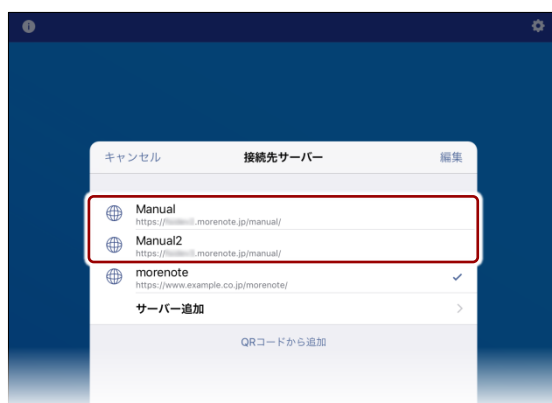 キャンセル 接続先サーバー 編集
Manual
https:// .morenote.jp/manual/
Manual2
https:// .morenote.jp/manual/
morenote
https://www.example.co.jp/morenote/
サーバー追加
QRコードから追加